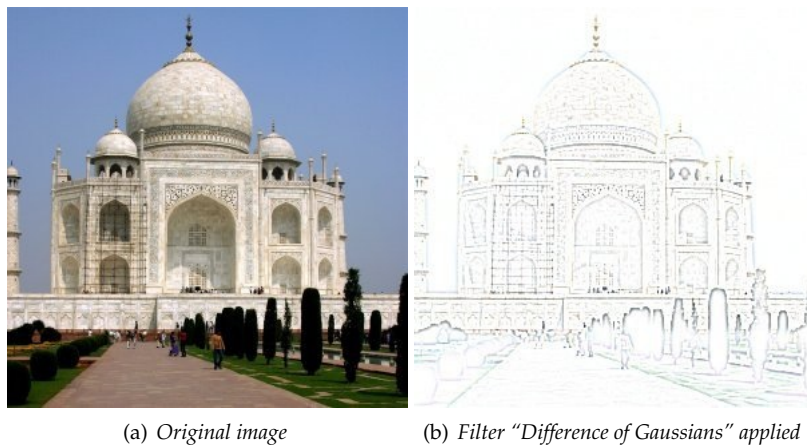 (a) Original image
(b) Filter “Difference of Gaussians” applied